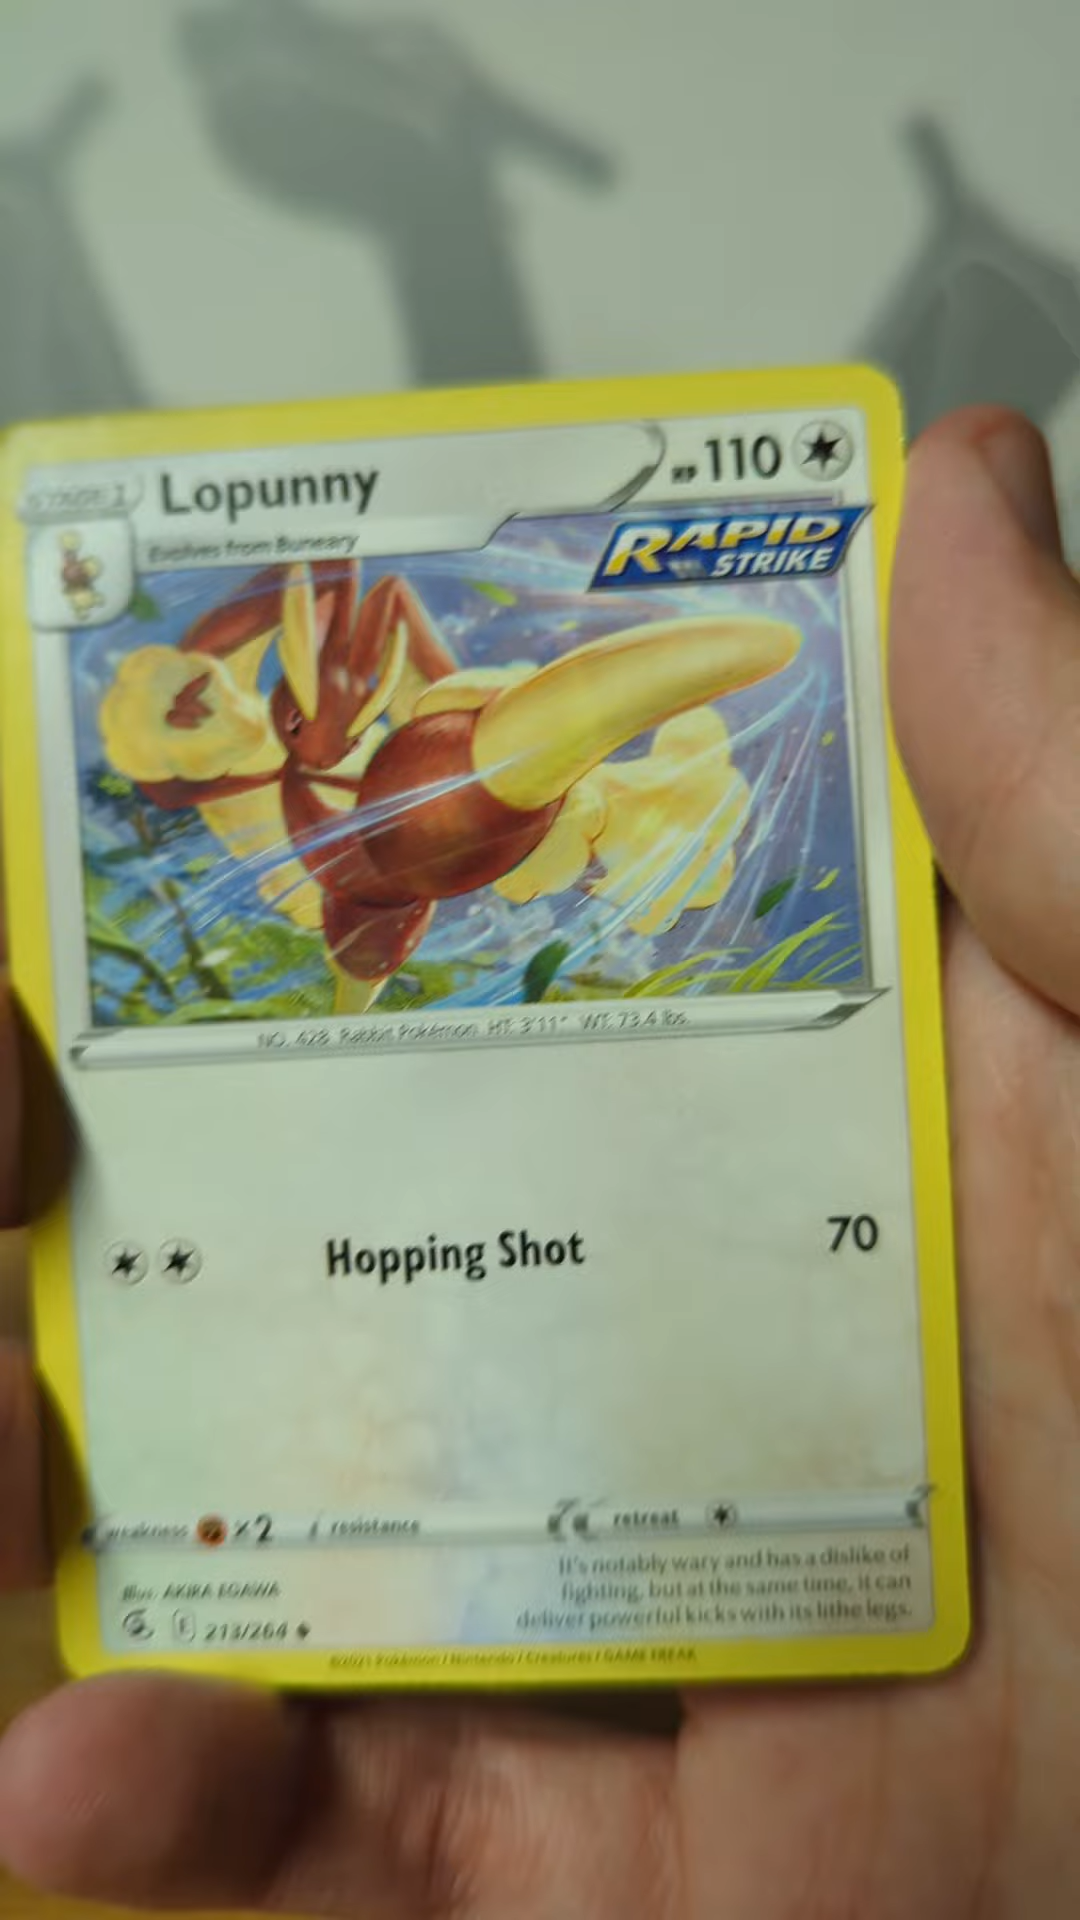 STAGE 1
Lopunny
HP 110
Evolves from Buneary
RAPID
STRIKE
NO. 428 Rabbit Pokémon HT: 3'11" WT: 73.4 lbs.
Hopping Shot 70
weakness ×2 resistance retreat
It's notably wary and has a dislike of
fighting, but at the same time, it can
deliver powerful kicks with its lithe legs.
Illus. AKIRA EGAWA
E 213/264
©2021 Pokémon / Nintendo / Creatures / GAME FREAK